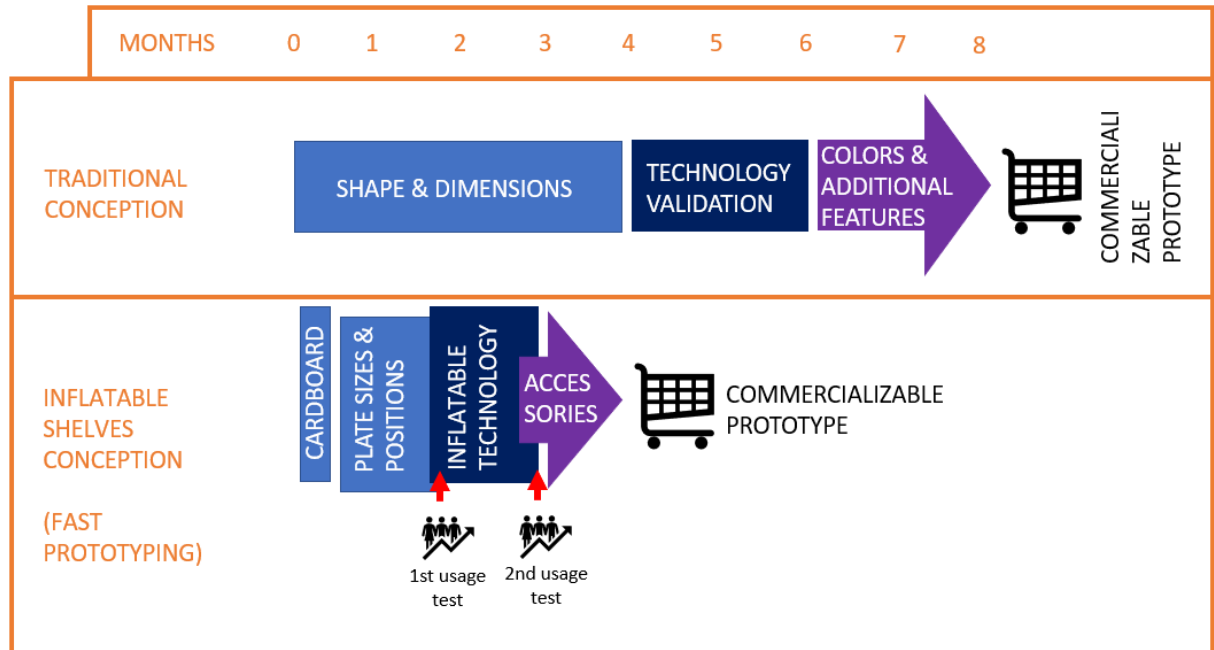 MONTHS 0 1 2 3 4 5 6 7 8
TRADITIONAL
CONCEPTION
SHAPE & DIMENSIONS
TECHNOLOGY
VALIDATION
COLORS &
ADDITIONAL
FEATURES
COMMERCIALI
ZABLE
PROTOTYPE
INFLATABLE
SHELVES
CONCEPTION
(FAST
PROTOTYPING)
CARDBOARD
PLATE SIZES &
POSITIONS
INFLATABLE
TECHNOLOGY
ACCES
SORIES
COMMERCIALIZABLE
PROTOTYPE
1st usage
test
2nd usage
test